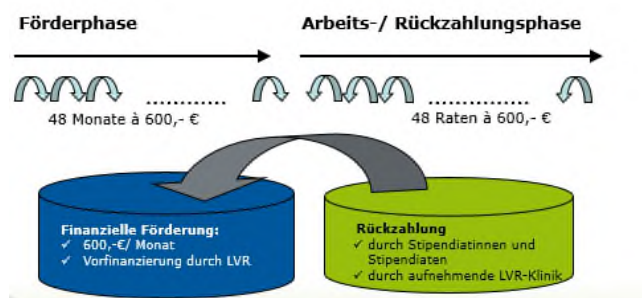 Förderphase
Arbeits-/ Rückzahlungsphase
48 Monate à 600,- €
48 Raten à 600,- €
Finanzielle Förderung:
✓ 600,-€/ Monat
✓ Vorfinanzierung durch LVR
Rückzahlung
✓ durch Stipendiatinnen und
Stipendiaten
✓ durch aufnehmende LVR-Klinik